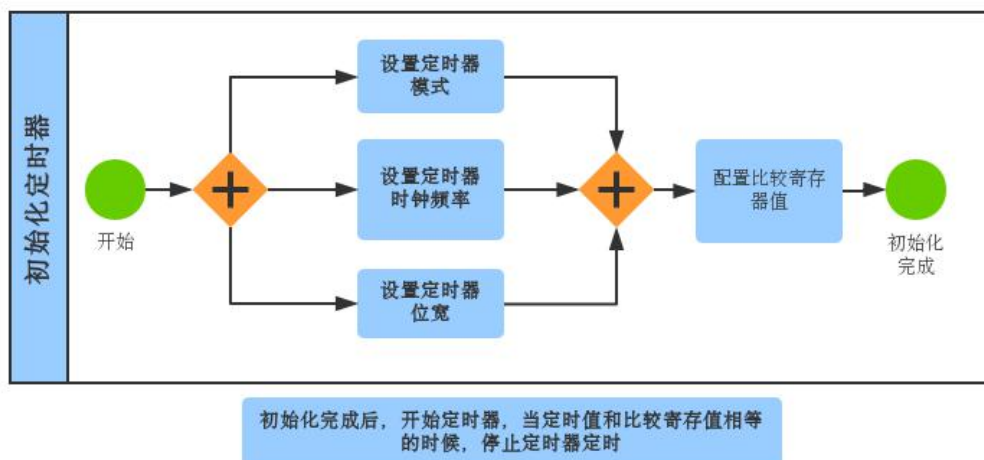 初始化定时器
开始
设置定时器
模式
设置定时器
时钟频率
设置定时器
位宽
配置比较寄存
器值
初始化
完成
初始化完成后，开始定时器，当定时值和比较寄存值相等
的时候，停止定时器定时